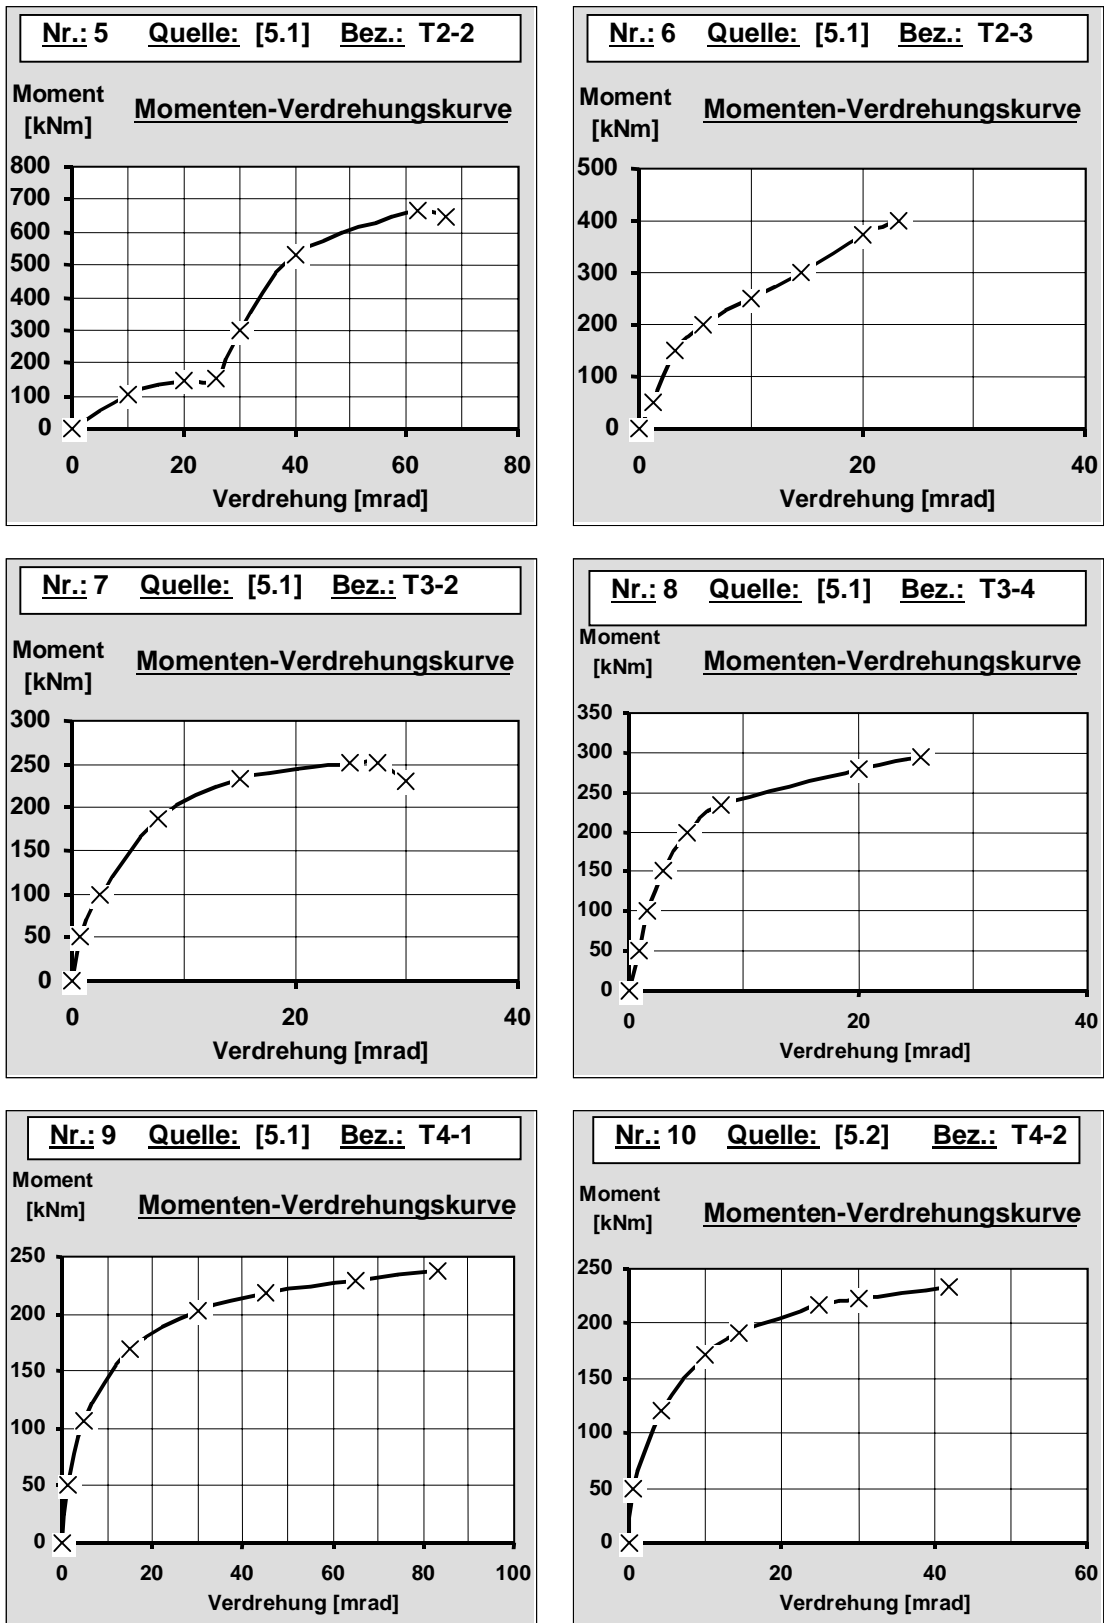 Nr.: 5 Quelle: [5.1] Bez.: T2-2
Moment
[kNm]
Momenten-Verdrehungskurve
800
700
600
500
400
300
200
100
0
0 20 40 60 80
Verdrehung [mrad]
Nr.: 6 Quelle: [5.1] Bez.: T2-3
Moment
[kNm]
Momenten-Verdrehungskurve
500
400
300
200
100
0
0 20 40
Verdrehung [mrad]
Nr.: 7 Quelle: [5.1] Bez.: T3-2
Moment
[kNm]
Momenten-Verdrehungskurve
300
250
200
150
100
50
0
0 20 40
Verdrehung [mrad]
Nr.: 8 Quelle: [5.1] Bez.: T3-4
Moment
[kNm]
Momenten-Verdrehungskurve
350
300
250
200
150
100
50
0
0 20 40
Verdrehung [mrad]
Nr.: 9 Quelle: [5.1] Bez.: T4-1
Moment
[kNm]
Momenten-Verdrehungskurve
250
200
150
100
50
0
0 20 40 60 80 100
Verdrehung [mrad]
Nr.: 10 Quelle: [5.2] Bez.: T4-2
Moment
[kNm]
Momenten-Verdrehungskurve
250
200
150
100
50
0
0 20 40 60
Verdrehung [mrad]